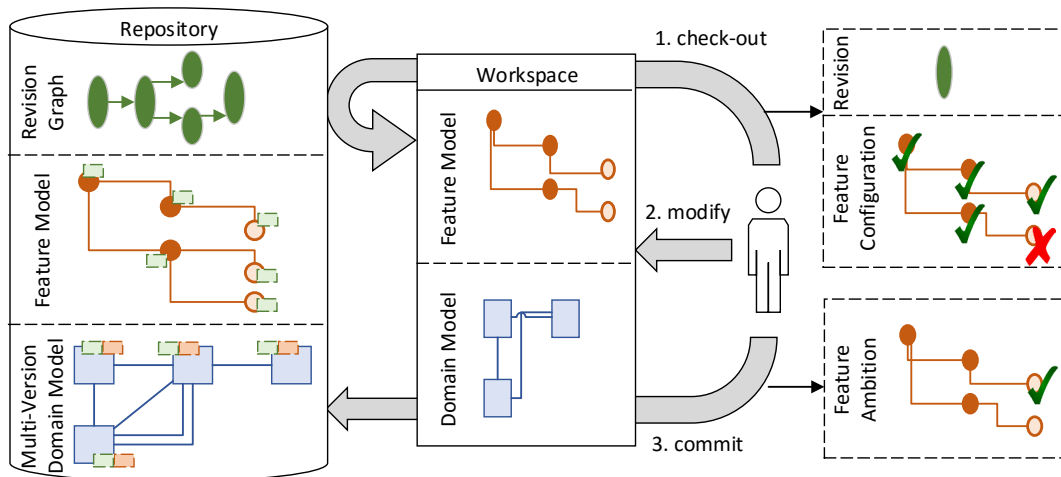 Repository
Revision
Graph
Feature Model
Multi-Version
Domain Model
Workspace
Feature Model
Domain Model
1. check-out
2. modify
3. commit
Revision
Feature
Configuration
Feature
Ambition